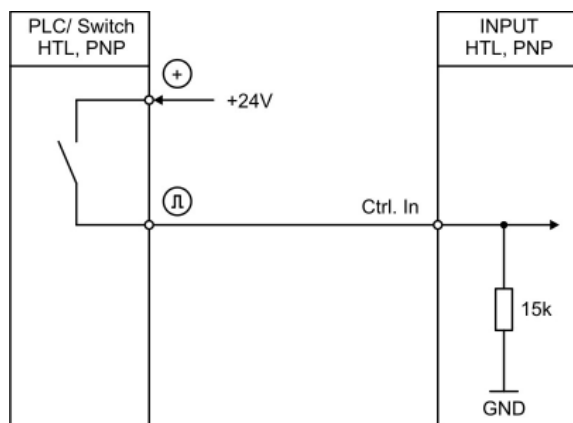 PLC/ Switch
HTL, PNP
INPUT
HTL, PNP
+
+24V
Ctrl. In
15k
GND